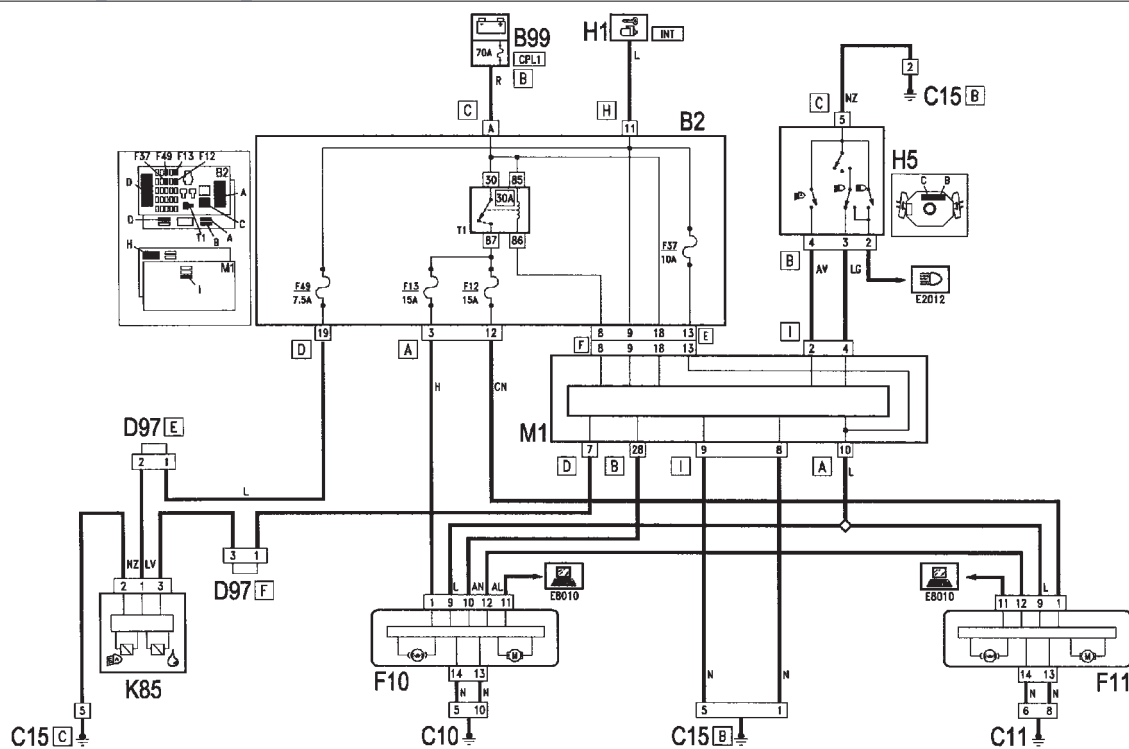 B99
70A
CPL1
R
B
H1
INT
L
2
C15 B
NZ
C
5
C
A
H
11
B2
F37 F49 F13 F12
B2
D
A
D
C
T1
B
A
H
M1
I
30
85
30A
T1
87
86
F37
10A
F49
7.5A
F13
15A
F12
15A
H5
C
B
4
3
2
B
AV
LG
E2012
19
3
12
8
9
18
13
E
D
A
F
8
9
18
13
I
2
4
H
CN
M1
7
28
9
8
10
D
B
I
A
L
D97 E
2
1
L
3
1
D97 F
NZ
LV
2
1
3
K85
5
C15 C
L
AN
AL
E8010
1
9
10
12
11
F10
14
13
N
N
5
10
C10
N
N
5
1
C15 B
E8010
L
11
12
9
1
F11
14
13
N
N
6
8
C11